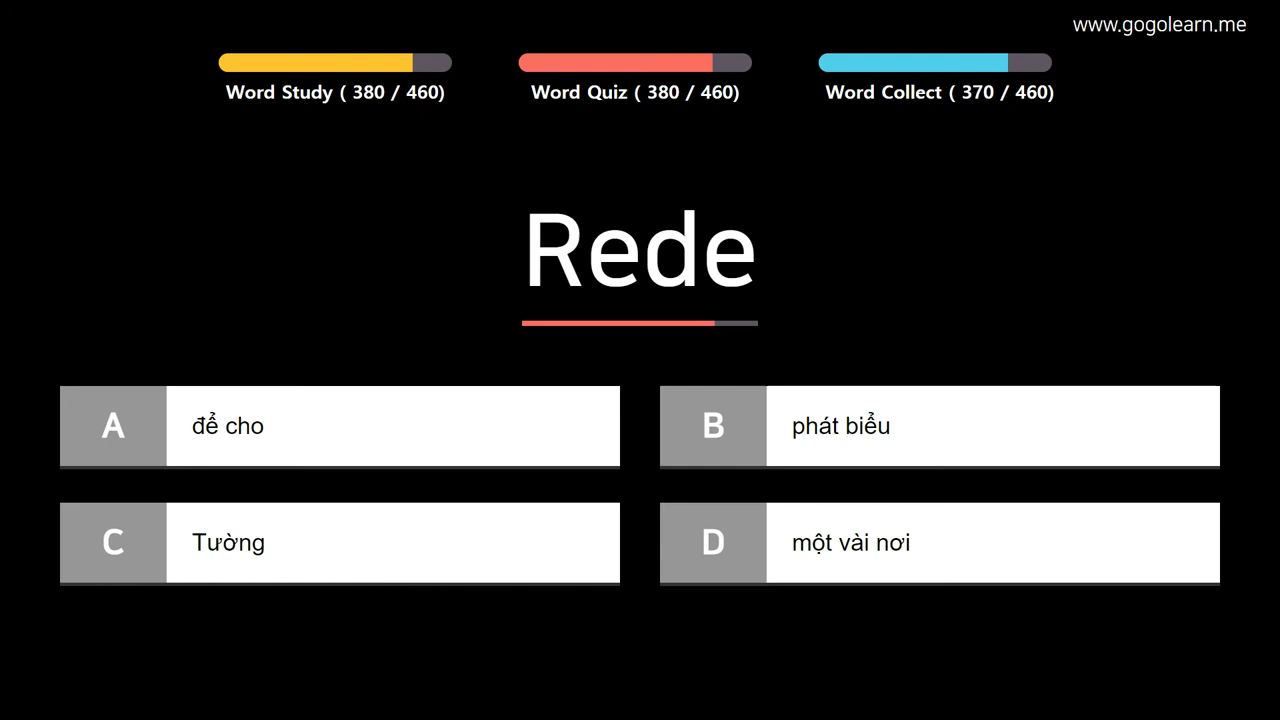 www.gogolearn.me
Word Study ( 380 / 460)
Word Quiz ( 380 / 460)
Word Collect ( 370 / 460)
Rede
A
để cho
B
phát biểu
C
Tường
D
một vài nơi